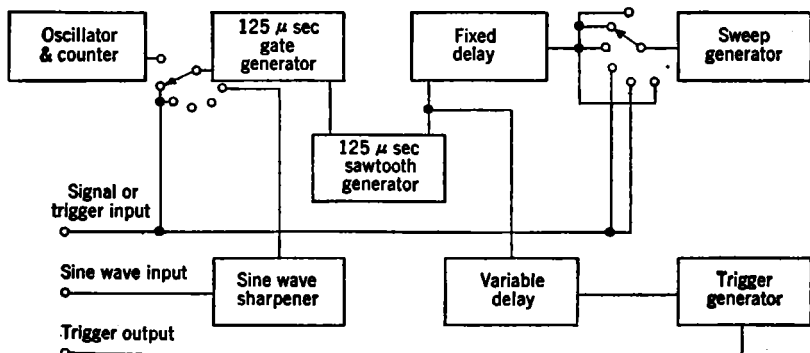 Oscillator
& counter
125 μ sec
gate
generator
Fixed
delay
Sweep
generator
125 μ sec
sawtooth
generator
Signal or
trigger input
Sine wave input
Sine wave
sharpener
Variable
delay
Trigger
generator
Trigger output